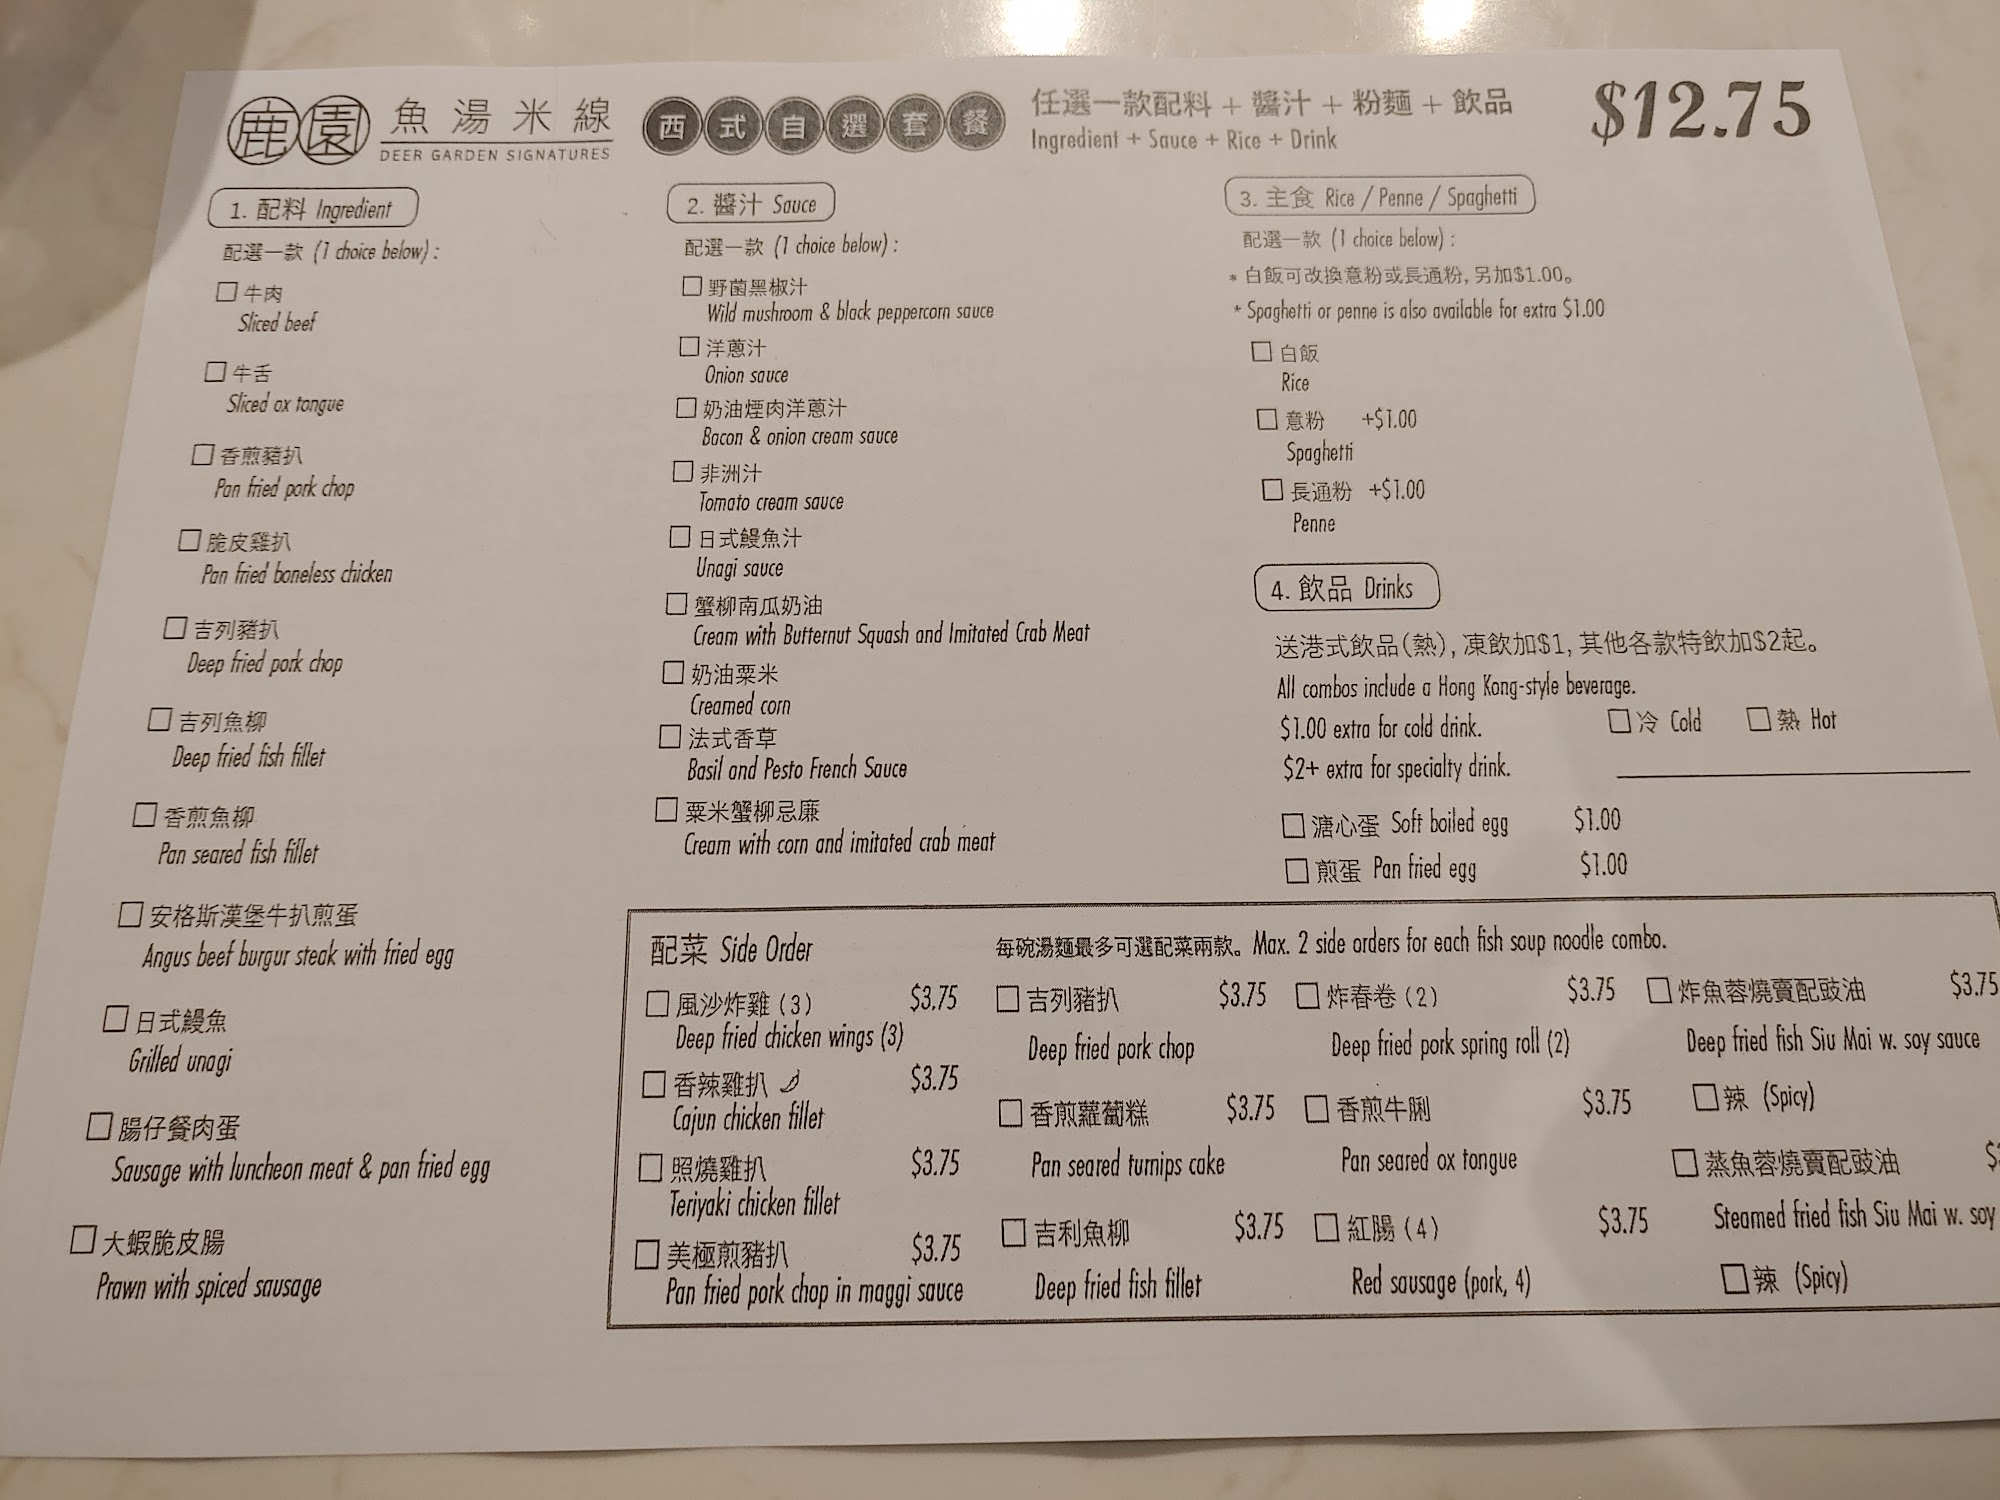 鹿園 魚湯米線
DEER GARDEN SIGNATURES
西式自選套餐
任選一款配料 + 醬汁 + 粉麵 + 飲品
Ingredient + Sauce + Rice + Drink
$12.75
1. 配料 Ingredient
配選一款 (1 choice below) :
牛肉
Sliced beef
牛舌
Sliced ox tongue
香煎豬扒
Pan fried pork chop
脆皮雞扒
Pan fried boneless chicken
吉列豬扒
Deep fried pork chop
吉列魚柳
Deep fried fish fillet
香煎魚柳
Pan seared fish fillet
安格斯漢堡牛扒煎蛋
Angus beef burgur steak with fried egg
日式鰻魚
Grilled unagi
腸仔餐肉蛋
Sausage with luncheon meat & pan fried egg
大蝦脆皮腸
Prawn with spiced sausage
2. 醬汁 Sauce
配選一款 (1 choice below) :
野菌黑椒汁
Wild mushroom & black peppercorn sauce
洋蔥汁
Onion sauce
奶油煙肉洋蔥汁
Bacon & onion cream sauce
非洲汁
Tomato cream sauce
日式鰻魚汁
Unagi sauce
蟹柳南瓜奶油
Cream with Butternut Squash and Imitated Crab Meat
奶油粟米
Creamed corn
法式香草
Basil and Pesto French Sauce
粟米蟹柳忌廉
Cream with corn and imitated crab meat
3. 主食 Rice / Penne / Spaghetti
配選一款 (1 choice below) :
* 白飯可改換意粉或長通粉, 另加$1.00。
* Spaghetti or penne is also available for extra $1.00
白飯
Rice
意粉 +$1.00
Spaghetti
長通粉 +$1.00
Penne
4. 飲品 Drinks
送港式飲品(熱), 凍飲加$1, 其他各款特飲加$2起。
All combos include a Hong Kong-style beverage.
$1.00 extra for cold drink.
冷 Cold 熱 Hot
$2+ extra for specialty drink.
溏心蛋 Soft boiled egg $1.00
煎蛋 Pan fried egg $1.00
配菜 Side Order
每碗湯麵最多可選配菜兩款。Max. 2 side orders for each fish soup noodle combo.
風沙炸雞 (3) $3.75
Deep fried chicken wings (3)
香辣雞扒 $3.75
Cajun chicken fillet
照燒雞扒 $3.75
Teriyaki chicken fillet
美極煎豬扒 $3.75
Pan fried pork chop in maggi sauce
吉列豬扒 $3.75
Deep fried pork chop
香煎蘿蔔糕 $3.75
Pan seared turnips cake
吉利魚柳 $3.75
Deep fried fish fillet
炸春卷 (2) $3.75
Deep fried pork spring roll (2)
香煎牛脷 $3.75
Pan seared ox tongue
紅腸 (4) $3.75
Red sausage (pork, 4)
炸魚蓉燒賣配豉油 $3.75
Deep fried fish Siu Mai w. soy sauce
辣 (Spicy)
蒸魚蓉燒賣配豉油
Steamed fried fish Siu Mai w. soy
辣 (Spicy)